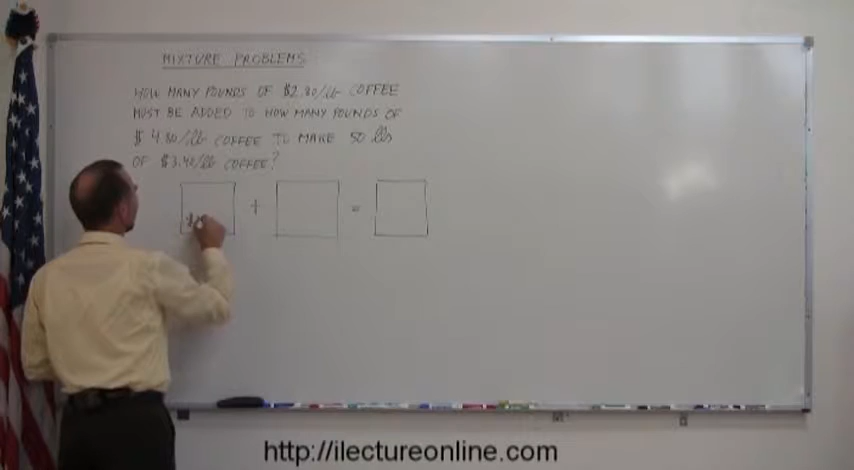 MIXTURE PROBLEMS
HOW MANY POUNDS OF $2.80/lb COFFEE
MUST BE ADDED TO HOW MANY POUNDS OF
$4.80/lb COFFEE TO MAKE 50 lbs
OF $3.40/lb COFFEE?
+ =
http://ilectureonline.com